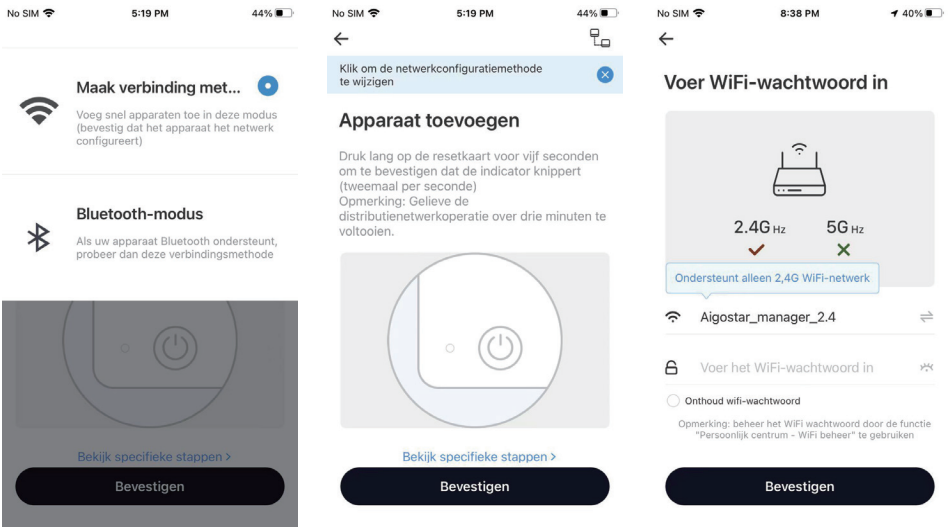 No SIM 5:19 PM 44%
Maak verbinding met...
Voeg snel apparaten toe in deze modus
(bevestig dat het apparaat het netwerk
configureert)
Bluetooth-modus
Als uw apparaat Bluetooth ondersteunt,
probeer dan deze verbindingsmethode
Bekijk specifieke stappen >
Bevestigen
No SIM 5:19 PM 44%
Klik om de netwerkconfiguratiemethode
te wijzigen
Apparaat toevoegen
Druk lang op de resetkaart voor vijf seconden
om te bevestigen dat de indicator knippert
(tweemaal per seconde)
Opmerking: Gelieve de
distributienetwerkoperatie over drie minuten te
voltooien.
Bekijk specifieke stappen >
Bevestigen
No SIM 8:38 PM 40%
Voer WiFi-wachtwoord in
2.4G Hz 5G Hz
Ondersteunt alleen 2,4G WiFi-netwerk
Aigostar_manager_2.4
Voer het WiFi-wachtwoord in
Onthoud wifi-wachtwoord
Opmerking: beheer het WiFi wachtwoord door de functie
"Persoonlijk centrum - WiFi beheer" te gebruiken
Bevestigen